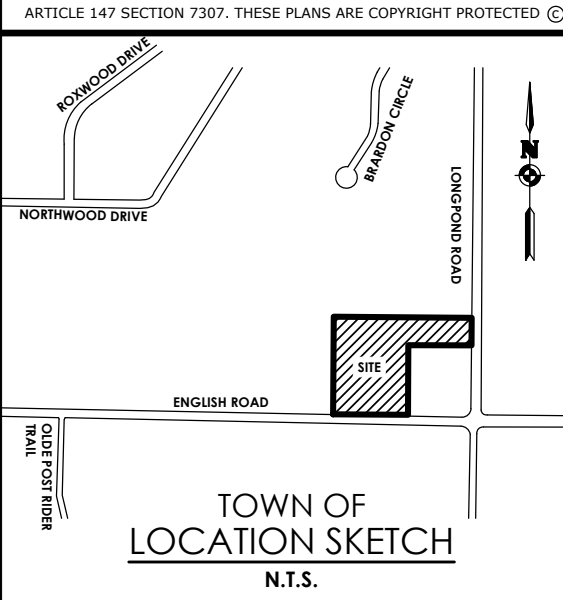 ARTICLE 147 SECTION 7307. THESE PLANS ARE COPYRIGHT PROTECTED ©
ROXWOOD DRIVE
BRARDON CIRCLE
N
LONGPOND ROAD
NORTHWOOD DRIVE
SITE
ENGLISH ROAD
OLDE POST RIDER
TRAIL
TOWN OF
LOCATION SKETCH
N.T.S.